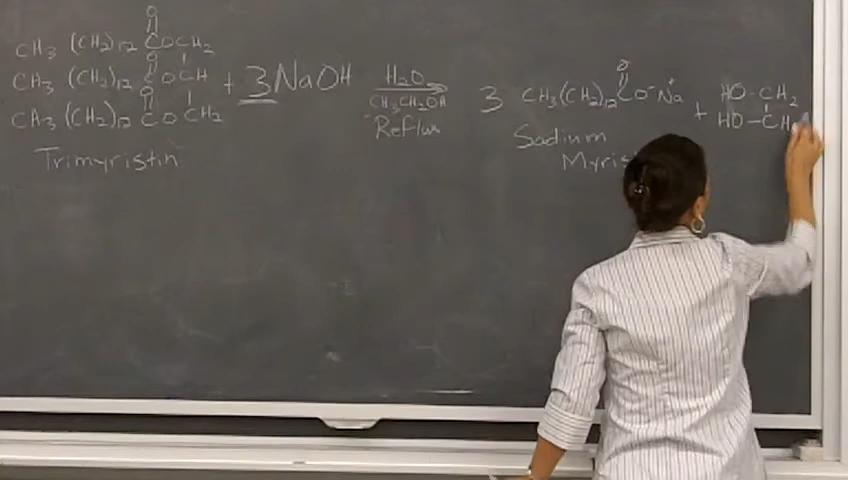 O
CH3 (CH2)12 COCH2
O
CH3 (CH2)12 C OCH + 3NaOH H2O 3 CH3(CH2)12 CO-Na+ + HO-CH2
O
CH3 (CH2)12 C O CH2 CH3CH2OH HO-CH
Reflux
Trimyristin Sodium